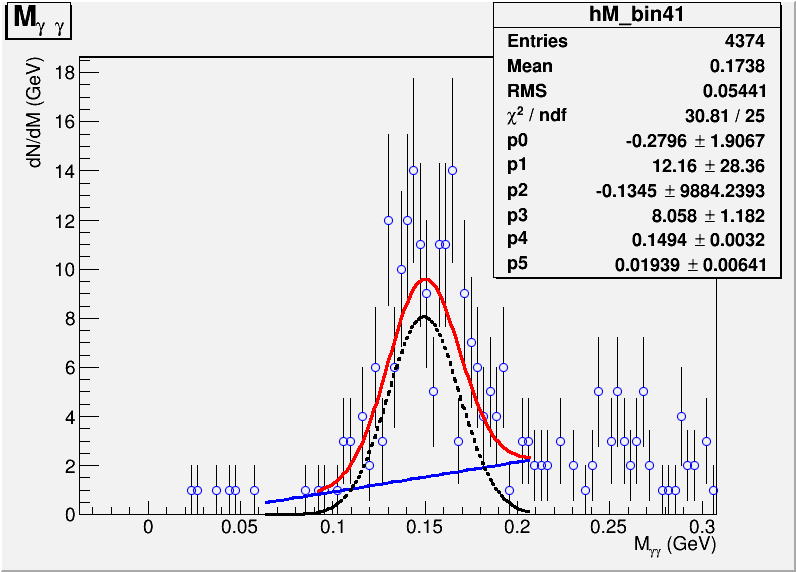 M γ γ
hM_bin41
Entries 4374
Mean 0.1738
RMS 0.05441
χ² / ndf 30.81 / 25
p0 -0.2796 ± 1.9067
p1 12.16 ± 28.36
p2 -0.1345 ± 9884.2393
p3 8.058 ± 1.182
p4 0.1494 ± 0.0032
p5 0.01939 ± 0.00641
dN/dM (GeV)
18
16
14
12
10
8
6
4
2
0
0 0.05 0.1 0.15 0.2 0.25 0.3
Mγγ (GeV)